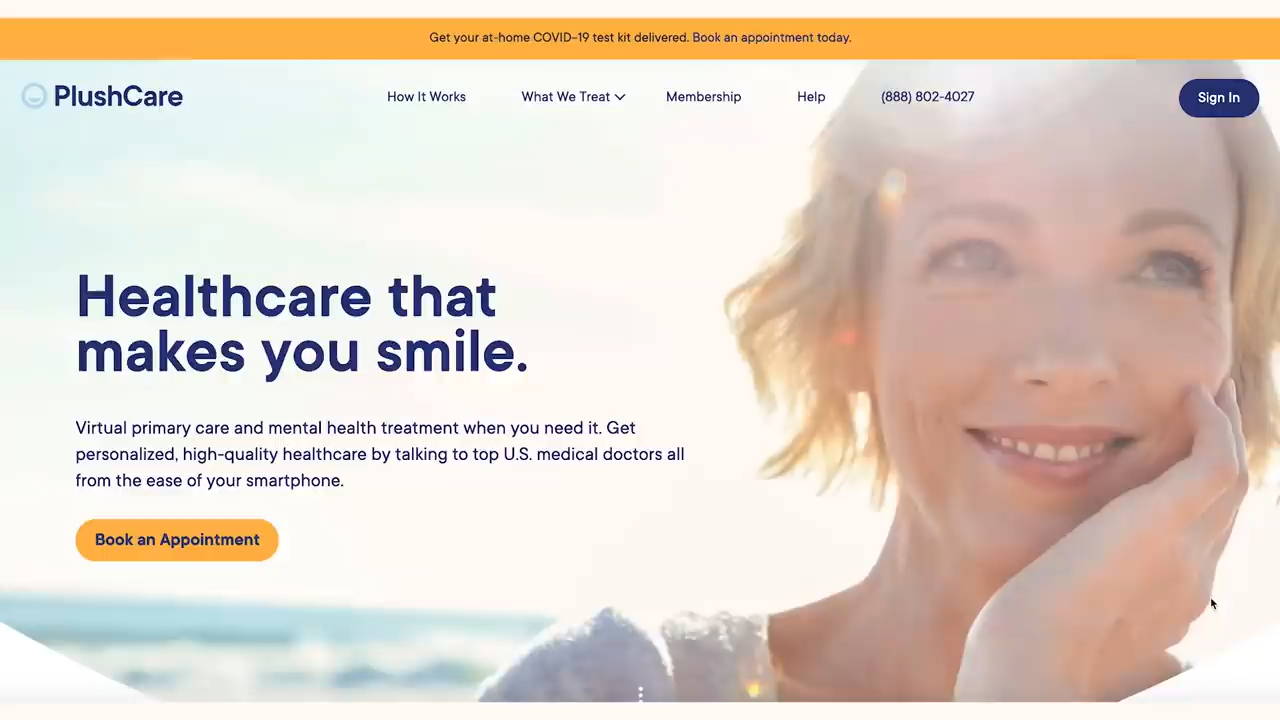 Get your at-home COVID-19 test kit delivered. Book an appointment today.
PlushCare
How It Works
What We Treat
Membership
Help
(888) 802-4027
Sign In
Healthcare that
makes you smile.
Virtual primary care and mental health treatment when you need it. Get
personalized, high-quality healthcare by talking to top U.S. medical doctors all
from the ease of your smartphone.
Book an Appointment